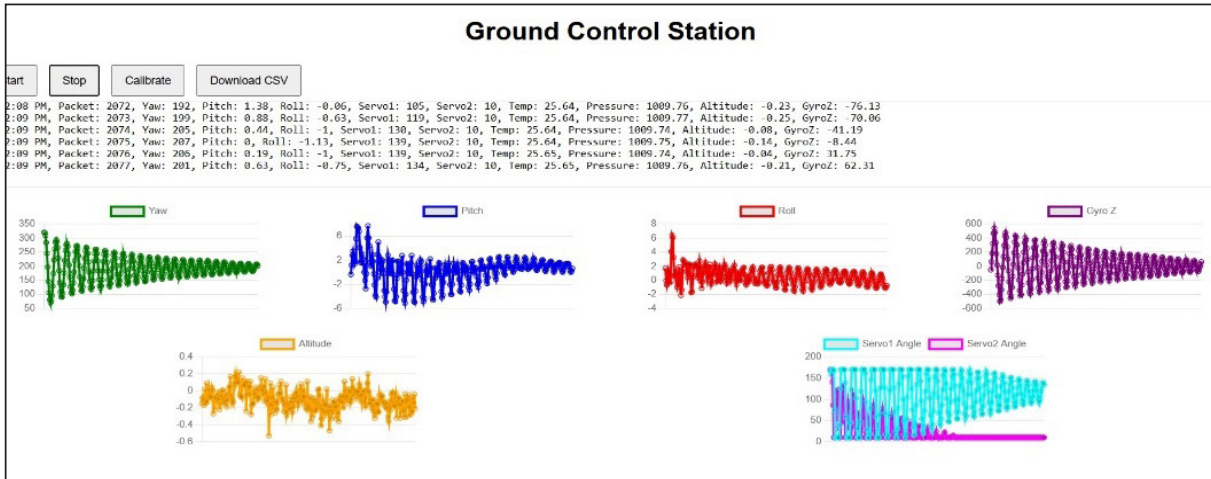 Ground Control Station
tart Stop Calibrate Download CSV
2:08 PM, Packet: 2072, Yaw: 192, Pitch: 1.38, Roll: -0.06, Servo1: 105, Servo2: 10, Temp: 25.64, Pressure: 1009.76, Altitude: -0.23, GyroZ: -76.13
2:09 PM, Packet: 2073, Yaw: 199, Pitch: 0.88, Roll: -0.63, Servo1: 119, Servo2: 10, Temp: 25.64, Pressure: 1009.77, Altitude: -0.25, GyroZ: -70.06
2:09 PM, Packet: 2074, Yaw: 205, Pitch: 0.44, Roll: -1, Servo1: 130, Servo2: 10, Temp: 25.64, Pressure: 1009.74, Altitude: -0.08, GyroZ: -41.19
2:09 PM, Packet: 2075, Yaw: 207, Pitch: 0, Roll: -1.13, Servo1: 139, Servo2: 10, Temp: 25.64, Pressure: 1009.75, Altitude: -0.14, GyroZ: -8.44
2:09 PM, Packet: 2076, Yaw: 206, Pitch: 0.19, Roll: -1, Servo1: 139, Servo2: 10, Temp: 25.65, Pressure: 1009.74, Altitude: -0.04, GyroZ: 31.75
2:09 PM, Packet: 2077, Yaw: 201, Pitch: 0.63, Roll: -0.75, Servo1: 134, Servo2: 10, Temp: 25.65, Pressure: 1009.76, Altitude: -0.21, GyroZ: 62.31
Yaw
350
300
250
200
150
100
50
Pitch
6
2
-2
-6
Roll
8
6
4
2
0
-2
-4
Gyro Z
600
400
200
0
-200
-400
-600
Altitude
0.4
0.2
0
-0.2
-0.4
-0.6
Servo1 Angle Servo2 Angle
200
150
100
50
0